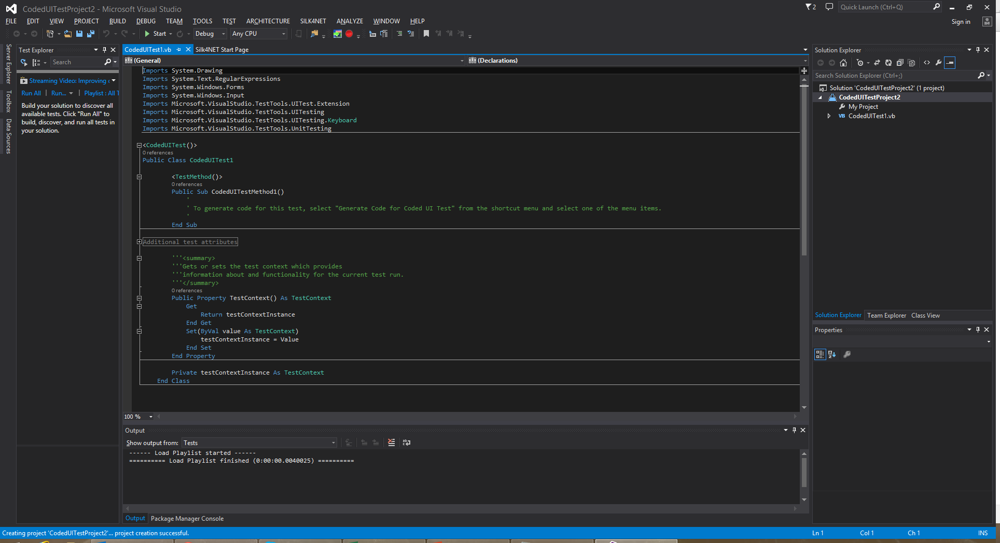 CodedUITestProject2 - Microsoft Visual Studio
2
Quick Launch (Ctrl+Q)
FILE EDIT VIEW PROJECT BUILD DEBUG TEAM TOOLS TEST ARCHITECTURE SILK4NET ANALYZE WINDOW HELP
Sign in
Start Debug Any CPU
Server Explorer
Toolbox
Data Sources
Test Explorer
Search
Streaming Video: Improving
Run All | Run... | Playlist : All T
Build your solution to discover all
available tests. Click "Run All" to
build, discover, and run all tests in
your solution.
CodedUITest1.vb Silk4NET Start Page
(General) (Declarations)
Imports System.Drawing
Imports System.Text.RegularExpressions
Imports System.Windows.Forms
Imports System.Windows.Input
Imports Microsoft.VisualStudio.TestTools.UITest.Extension
Imports Microsoft.VisualStudio.TestTools.UITesting
Imports Microsoft.VisualStudio.TestTools.UITesting.Keyboard
Imports Microsoft.VisualStudio.TestTools.UnitTesting
<CodedUITest()>
0 references
Public Class CodedUITest1
<TestMethod()>
0 references
Public Sub CodedUITestMethod1()
'
' To generate code for this test, select "Generate Code for Coded UI Test" from the shortcut menu and select one of the menu items.
'
End Sub
Additional test attributes
'''<summary>
'''Gets or sets the test context which provides
'''information about and functionality for the current test run.
'''</summary>
0 references
Public Property TestContext() As TestContext
Get
Return testContextInstance
End Get
Set(ByVal value As TestContext)
testContextInstance = Value
End Set
End Property
Private testContextInstance As TestContext
End Class
100 %
Output
Show output from: Tests
------ Load Playlist started ------
========== Load Playlist finished (0:00:00.0040025) ==========
Output Package Manager Console
Solution Explorer
Search Solution Explorer (Ctrl+;)
Solution 'CodedUITestProject2' (1 project)
CodedUITestProject2
My Project
VB CodedUITest1.vb
Solution Explorer Team Explorer Class View
Properties
Creating project 'CodedUITestProject2'... project creation successful.
Ln 1 Col 1 Ch 1 INS